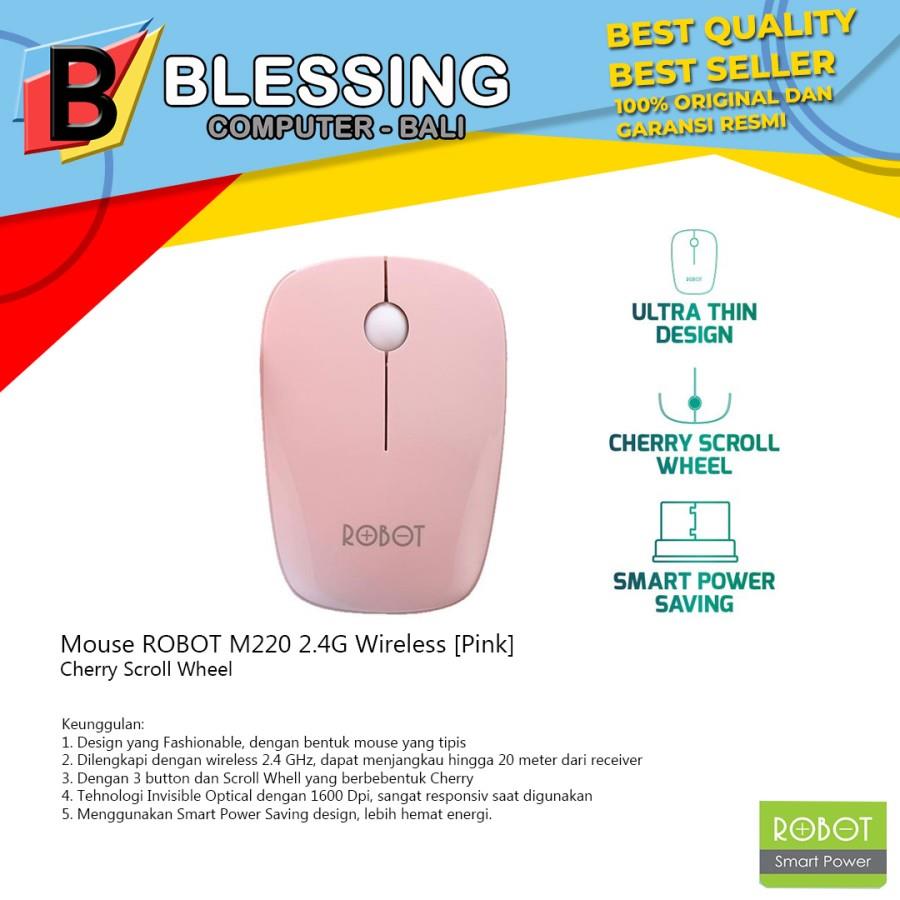 B BLESSING
COMPUTER - BALI
BEST QUALITY
BEST SELLER
100% ORIGINAL DAN
GARANSI RESMI
ROBOT
ULTRA THIN
DESIGN
CHERRY SCROLL
WHEEL
SMART POWER
SAVING
ROBOT
Mouse ROBOT M220 2.4G Wireless [Pink]
Cherry Scroll Wheel
Keunggulan:
1. Design yang Fashionable, dengan bentuk mouse yang tipis
2. Dilengkapi dengan wireless 2.4 GHz, dapat menjangkau hingga 20 meter dari receiver
3. Dengan 3 button dan Scroll Whell yang berbebentuk Cherry
4. Tehnologi Invisible Optical dengan 1600 Dpi, sangat responsiv saat digunakan
5. Menggunakan Smart Power Saving design, lebih hemat energi.
ROBOT
Smart Power